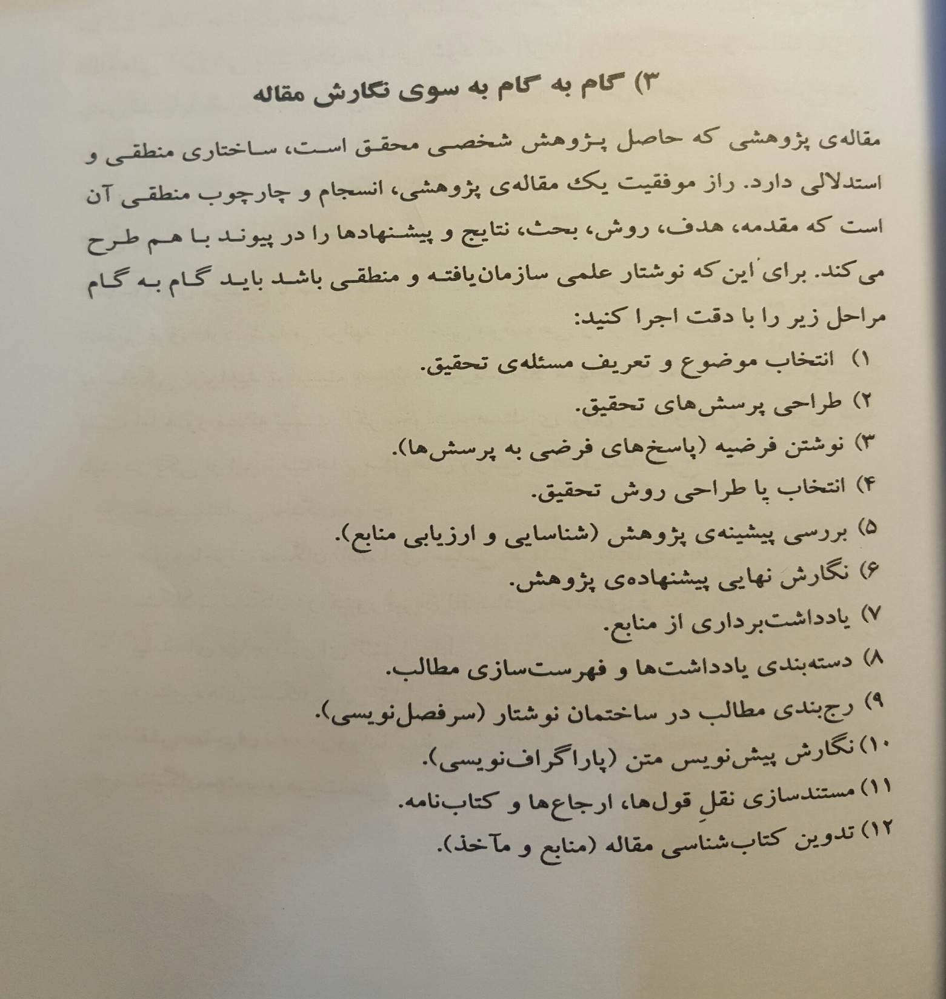 ۳) گام به گام به سوی نگارش مقاله
مقاله‌ی پژوهشی که حاصل پژوهش شخصی محقق است، ساختاری منطقی و
استدلالی دارد. راز موفقیت یک مقاله‌ی پژوهشی، انسجام و چارچوب منطقی آن
است که مقدمه، هدف، روش، بحث، نتایج و پیشنهادها را در پیوند با هم طرح
می‌کند. برای این که نوشتار علمی سازمان‌یافته و منطقی باشد باید گام به گام
مراحل زیر را با دقت اجرا کنید:
۱) انتخاب موضوع و تعریف مسئله‌ی تحقیق.
۲) طراحی پرسش‌های تحقیق.
۳) نوشتن فرضیه (پاسخ‌های فرضی به پرسش‌ها).
۴) انتخاب یا طراحی روش تحقیق.
۵) بررسی پیشینه‌ی پژوهش (شناسایی و ارزیابی منابع).
۶) نگارش نهایی پیشنهاده‌ی پژوهش.
۷) یادداشت‌برداری از منابع.
۸) دسته‌بندی یادداشت‌ها و فهرست‌سازی مطالب.
۹) رج‌بندی مطالب در ساختمان نوشتار (سرفصل‌نویسی).
۱۰) نگارش پیش‌نویس متن (پاراگراف‌نویسی).
۱۱) مستندسازی نقلِ قول‌ها، ارجاع‌ها و کتاب‌نامه.
۱۲) تدوین کتاب‌شناسی مقاله (منابع و مآخذ).